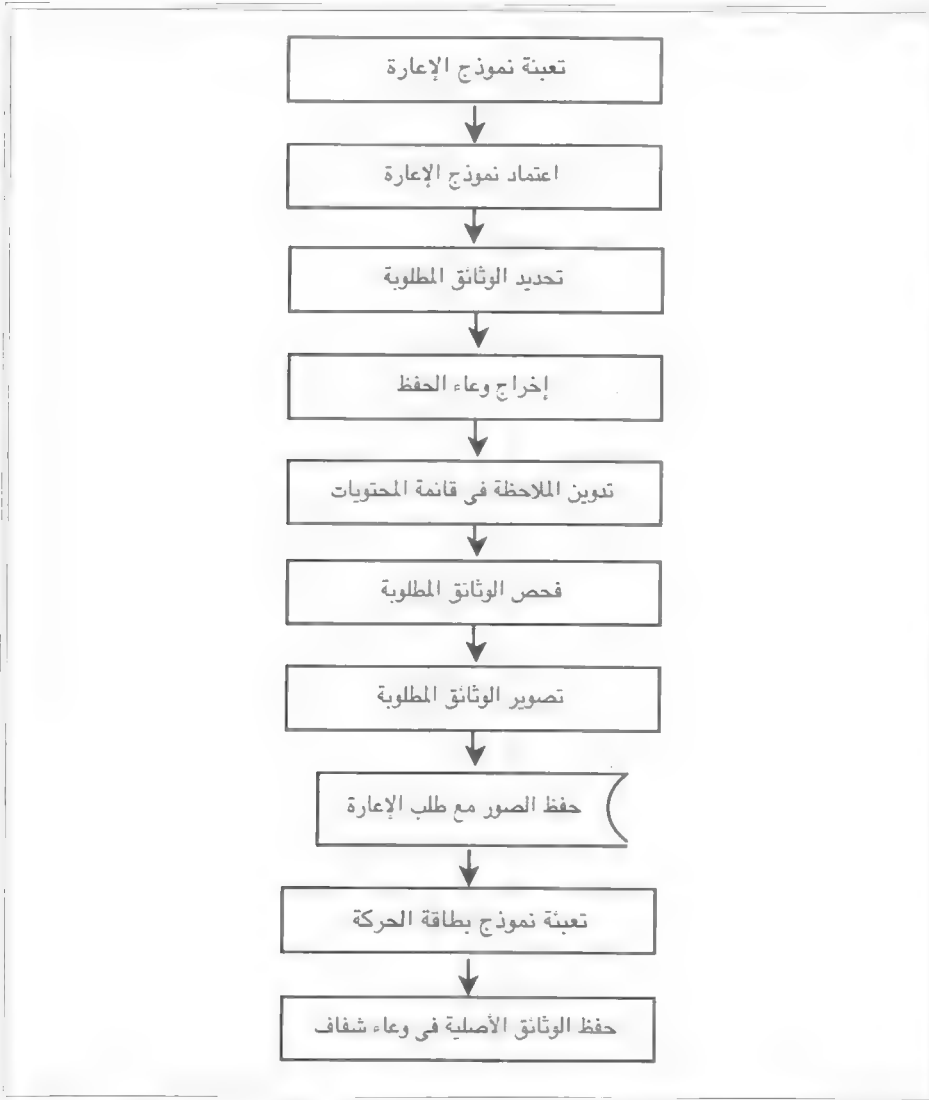 تعبئة نموذج الإعارة
اعتماد نموذج الإعارة
تحديد الوثائق المطلوبة
إخراج وعاء الحفظ
تدوين الملاحظة فى قائمة المحتويات
فحص الوثائق المطلوبة
تصوير الوثائق المطلوبة
حفظ الصور مع طلب الإعارة
تعبئة نموذج بطاقة الحركة
حفظ الوثائق الأصلية فى وعاء شفاف